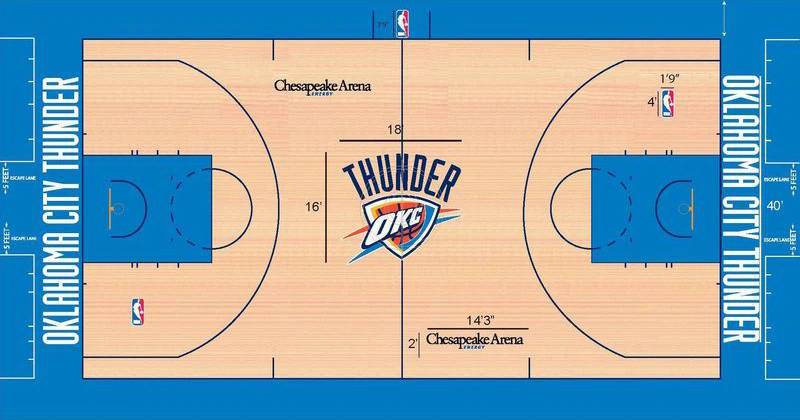 3'9"
OKLAHOMA CITY THUNDER
Chesapeake Arena
ENERGY
18'
1'9"
4'
OKLAHOMA CITY THUNDER
THUNDER
OKC
16'
5 FEET
ESCAPE LANE
ESCAPE LANE
5 FEET
40'
5 FEET
ESCAPE LANE
ESCAPE LANE
5 FEET
14'3"
2'
Chesapeake Arena
ENERGY